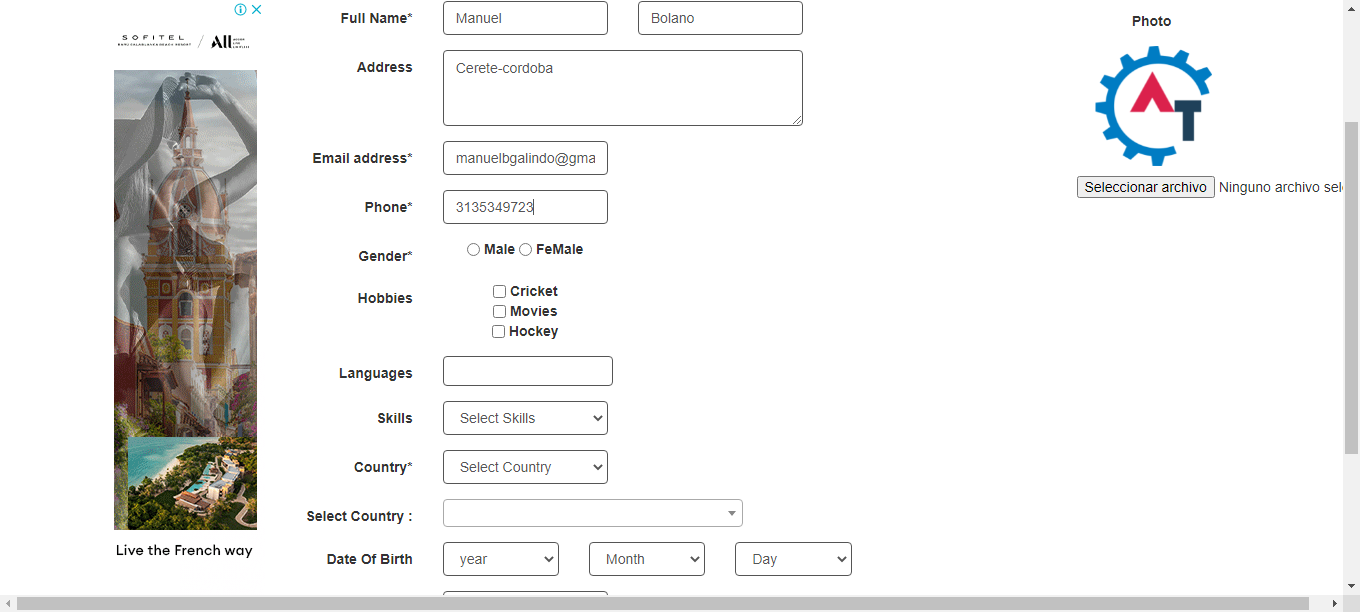 Full Name*
Manuel
Bolano
Photo
SOFITEL
ALL
Address
Cerete-cordoba
AT
Email address*
manuelbgalindo@gma
Seleccionar archivo
Ninguno archivo sel
Phone*
3135349723
Gender*
Male
FeMale
Hobbies
Cricket
Movies
Hockey
Languages
Skills
Select Skills
Country*
Select Country
Select Country :
Live the French way
Date Of Birth
year
Month
Day